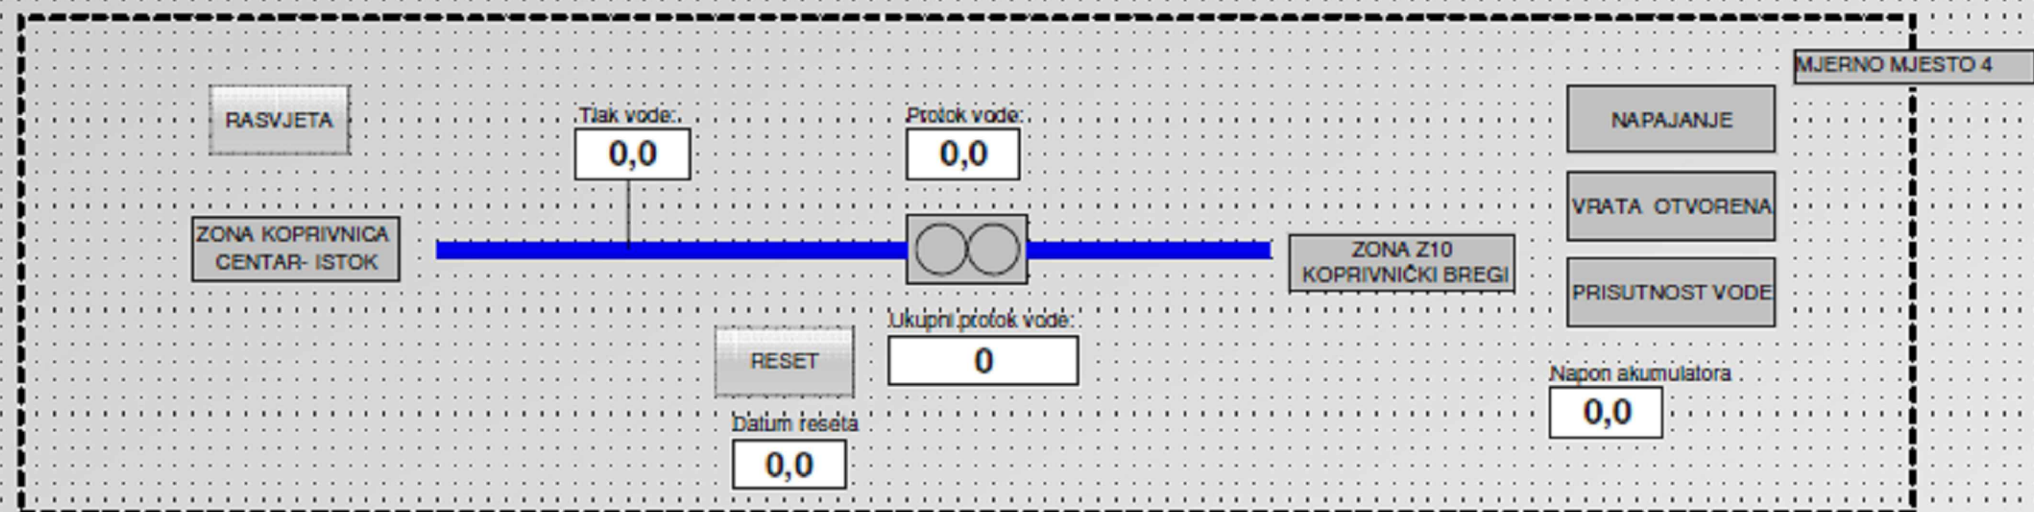 MJERNO MJESTO 4
RASVJETA
Tlak vode:
0,0
Protok vode:
0,0
NAPAJANJE
VRATA OTVORENA
ZONA KOPRIVNICA
CENTAR- ISTOK
ZONA Z10
KOPRIVNIČKI BREGI
PRISUTNOST VODE
RESET
Ukupni protok vode:
0
Napon akumulatora
0,0
Datum reseta
0,0